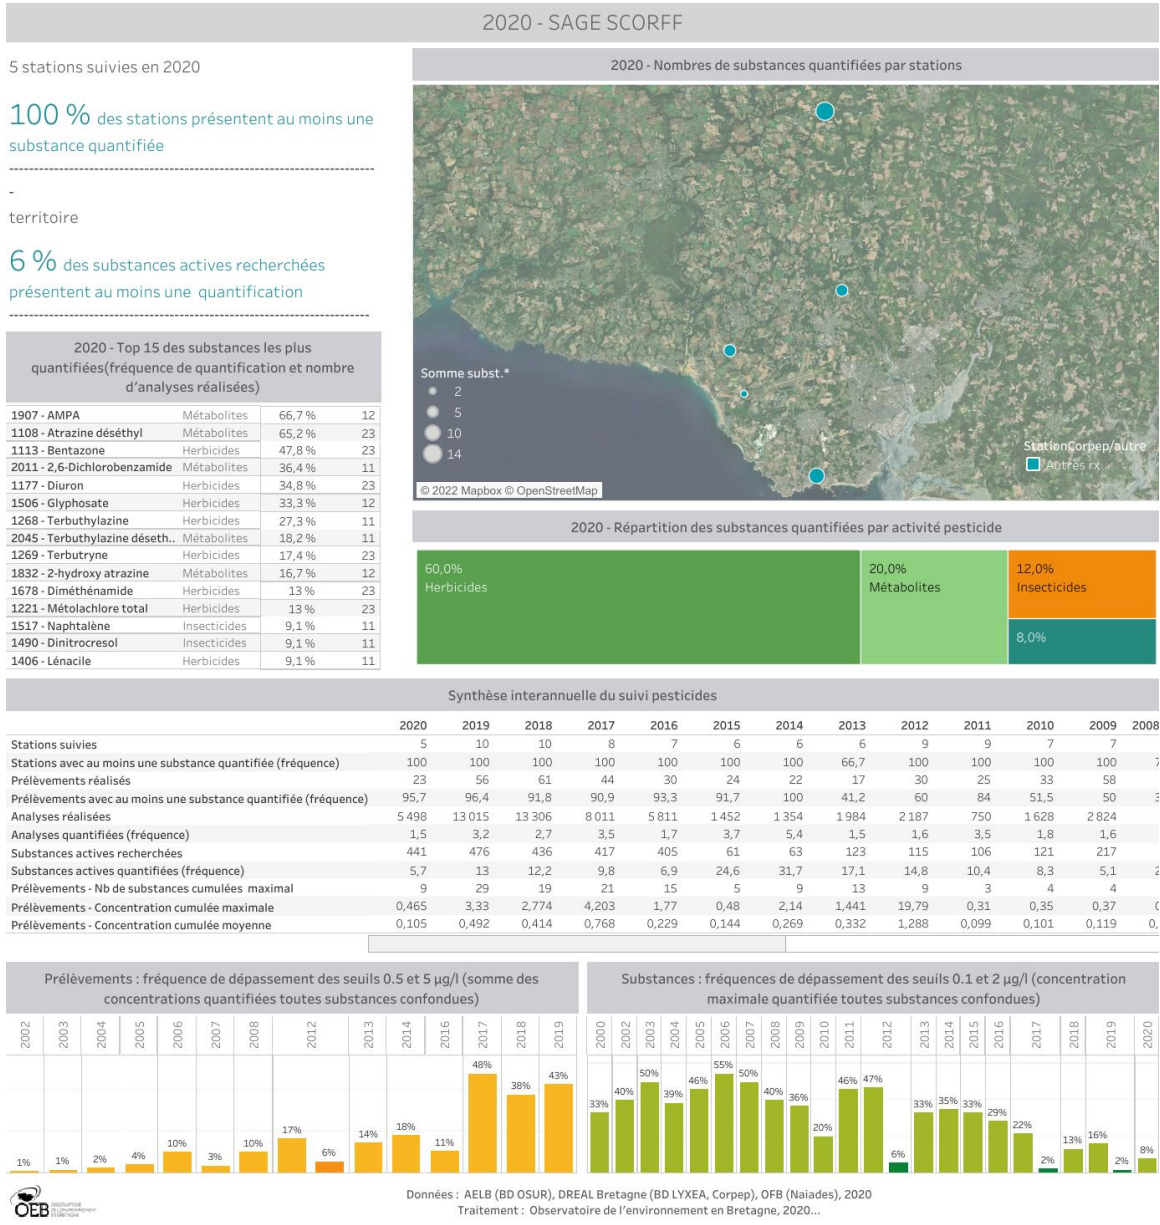 2020 - SAGE SCORFF
5 stations suivies en 2020
100 % des stations présentent au moins une
substance quantifiée
--------------------------------------------------------------------------
-
territoire
6 % des substances actives recherchées
présentent au moins une quantification
-------------------------------------------------------------------------
2020 - Top 15 des substances les plus
quantifiées(fréquence de quantification et nombre
d'analyses réalisées)
1907 - AMPA Métabolites 66,7 % 12
1108 - Atrazine déséthyl Métabolites 65,2 % 23
1113 - Bentazone Herbicides 47,8 % 23
2011 - 2,6-Dichlorobenzamide Métabolites 36,4 % 11
1177 - Diuron Herbicides 34,8 % 23
1506 - Glyphosate Herbicides 33,3 % 12
1268 - Terbuthylazine Herbicides 27,3 % 11
2045 - Terbuthylazine déseth.. Métabolites 18,2 % 11
1269 - Terbutryne Herbicides 17,4 % 23
1832 - 2-hydroxy atrazine Métabolites 16,7 % 12
1678 - Diméthénamide Herbicides 13 % 23
1221 - Métolachlore total Herbicides 13 % 23
1517 - Naphtalène Insecticides 9,1 % 11
1490 - Dinitrocresol Insecticides 9,1 % 11
1406 - Lénacile Herbicides 9,1 % 11
2020 - Nombres de substances quantifiées par stations
Somme subst.*
2
5
10
14
StationCorpep/autre
Autres rx
© 2022 Mapbox © OpenStreetMap
2020 - Répartition des substances quantifiées par activité pesticide
60,0%
Herbicides
20,0%
Métabolites
12,0%
Insecticides
8,0%
Synthèse interannuelle du suivi pesticides
2020 2019 2018 2017 2016 2015 2014 2013 2012 2011 2010 2009 2008
Stations suivies 5 10 10 8 7 6 6 6 9 9 7 7
Stations avec au moins une substance quantifiée (fréquence) 100 100 100 100 100 100 100 66,7 100 100 100 100 7
Prélèvements réalisés 23 56 61 44 30 24 22 17 30 25 33 58
Prélèvements avec au moins une substance quantifiée (fréquence) 95,7 96,4 91,8 90,9 93,3 91,7 100 41,2 60 84 51,5 50 3
Analyses réalisées 5 498 13 015 13 306 8 011 5 811 1 452 1 354 1 984 2 187 750 1 628 2 824
Analyses quantifiées (fréquence) 1,5 3,2 2,7 3,5 1,7 3,7 5,4 1,5 1,6 3,5 1,8 1,6
Substances actives recherchées 441 476 436 417 405 61 63 123 115 106 121 217
Substances actives quantifiées (fréquence) 5,7 13 12,2 9,8 6,9 24,6 31,7 17,1 14,8 10,4 8,3 5,1 2
Prélèvements - Nb de substances cumulées maximal 9 29 19 21 15 5 9 13 9 3 4 4
Prélèvements - Concentration cumulée maximale 0,465 3,33 2,774 4,203 1,77 0,48 2,14 1,441 19,79 0,31 0,35 0,37 0
Prélèvements - Concentration cumulée moyenne 0,105 0,492 0,414 0,768 0,229 0,144 0,269 0,332 1,288 0,099 0,101 0,119 0,
Prélèvements : fréquence de dépassement des seuils 0.5 et 5 µg/l (somme des
concentrations quantifiées toutes substances confondues)
2002 2003 2004 2005 2006 2007 2008 2012 2013 2014 2016 2017 2018 2019
1% 1% 2% 4% 10% 3% 10% 17% 6% 14% 18% 11% 48% 38% 43%
Substances : fréquences de dépassement des seuils 0.1 et 2 µg/l (concentration
maximale quantifiée toutes substances confondues)
2000 2002 2003 2004 2005 2006 2007 2008 2009 2010 2011 2012 2013 2014 2015 2016 2017 2018 2019 2020
33% 40% 50% 39% 46% 55% 50% 40% 36% 20% 46% 47% 6% 33% 35% 33% 29% 22% 2% 13% 16% 2% 8%
OEB
Données : AELB (BD OSUR), DREAL Bretagne (BD LYXEA, Corpep), OFB (Naiades), 2020
Traitement : Observatoire de l'environnement en Bretagne, 2020...